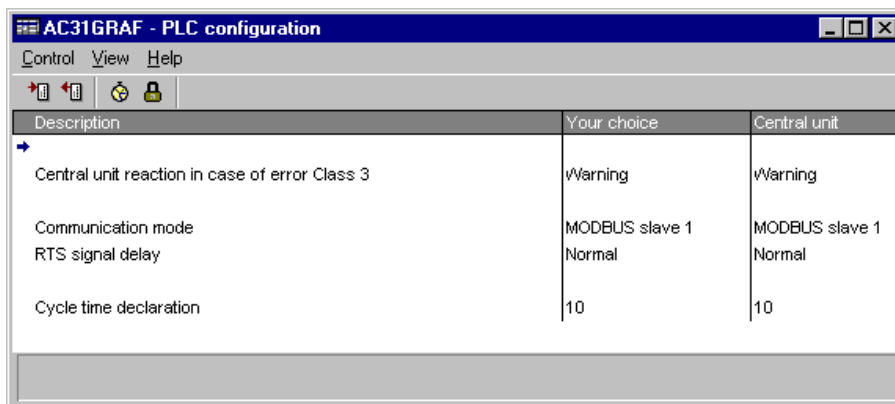 AC31GRAF - PLC configuration
Control View Help
Description Your choice Central unit
Central unit reaction in case of error Class 3 Warning Warning
Communication mode MODBUS slave 1 MODBUS slave 1
RTS signal delay Normal Normal
Cycle time declaration 10 10